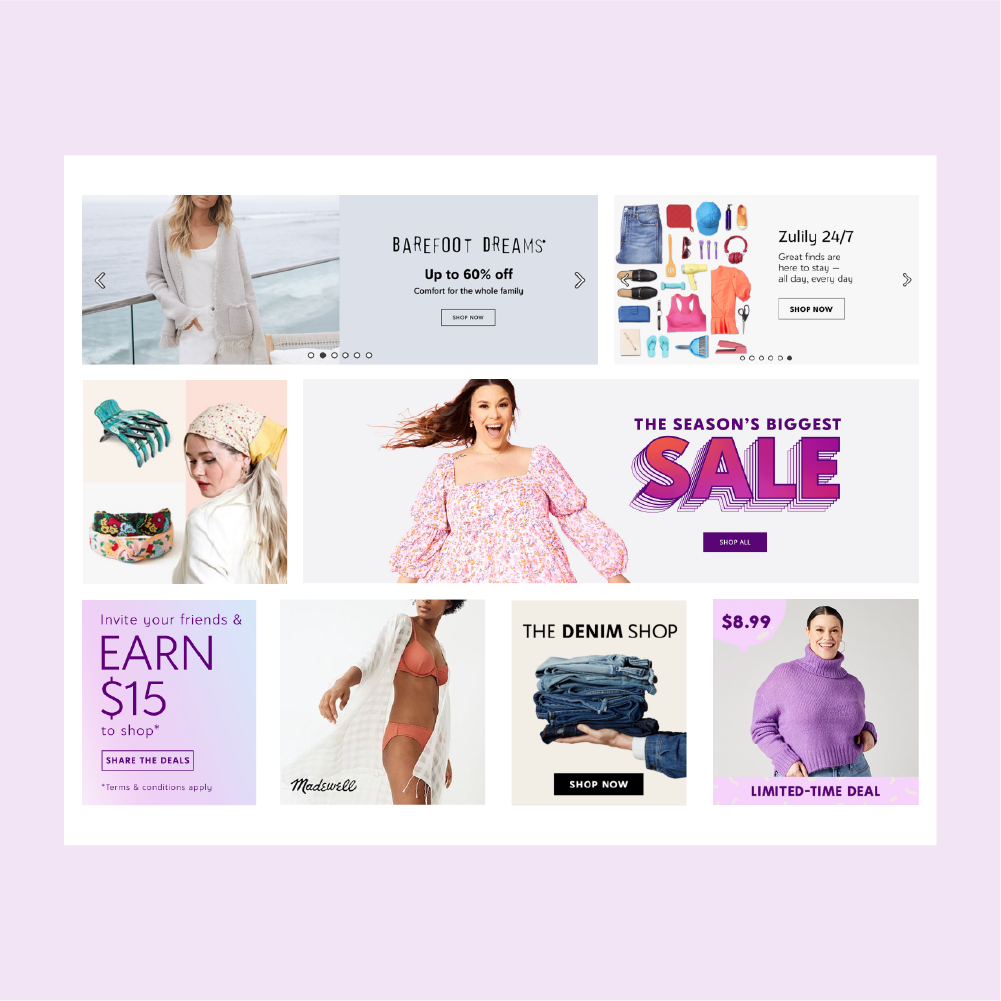 BAREFOOT DREAMS*
Up to 60% off
Comfort for the whole family
SHOP NOW
Zulily 24/7
Great finds are
here to stay —
all day, every day
SHOP NOW
THE SEASON'S BIGGEST
SALE
SHOP ALL
Invite your friends &
EARN
$15
to shop*
SHARE THE DEALS
*Terms & conditions apply
Madewell
THE DENIM SHOP
SHOP NOW
$8.99
LIMITED-TIME DEAL